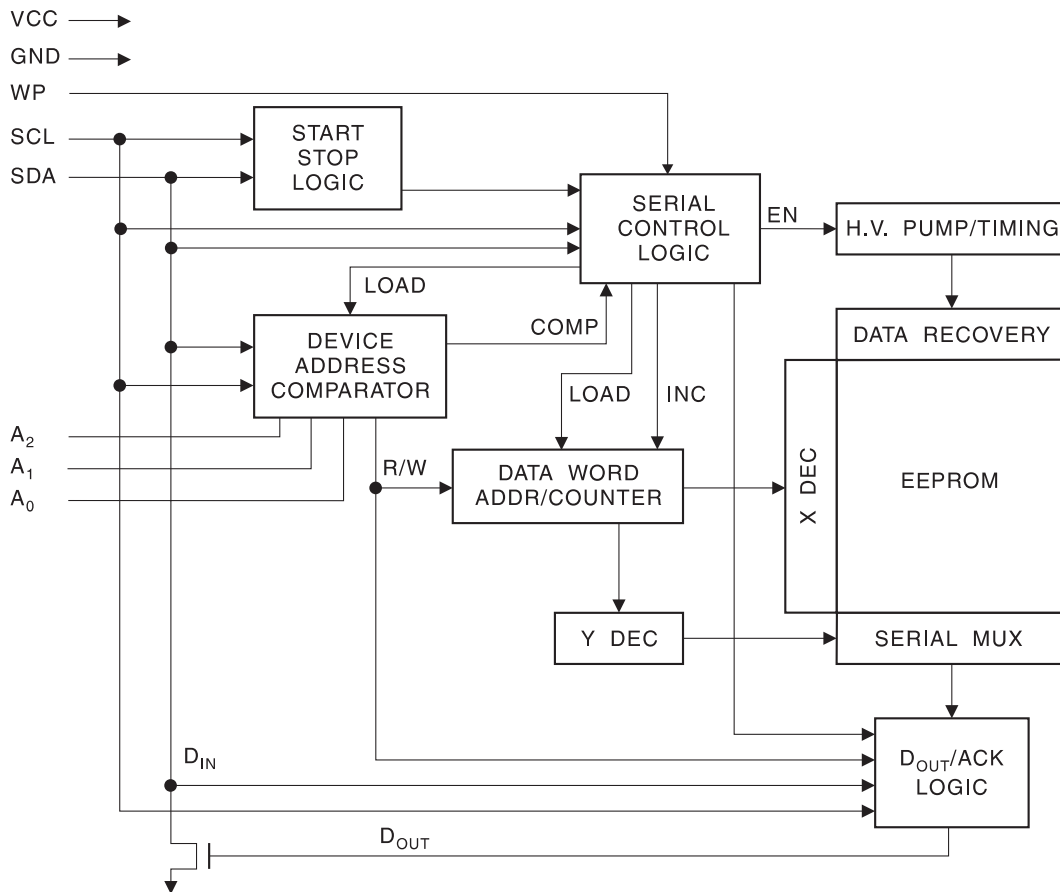 VCC
GND
WP
SCL
SDA
START
STOP
LOGIC
SERIAL
CONTROL
LOGIC
EN
H.V. PUMP/TIMING
LOAD
COMP
DEVICE
ADDRESS
COMPARATOR
DATA RECOVERY
LOAD
INC
A2
A1
A0
R/W
DATA WORD
ADDR/COUNTER
X DEC
EEPROM
Y DEC
SERIAL MUX
DIN
DOUT/ACK
LOGIC
DOUT